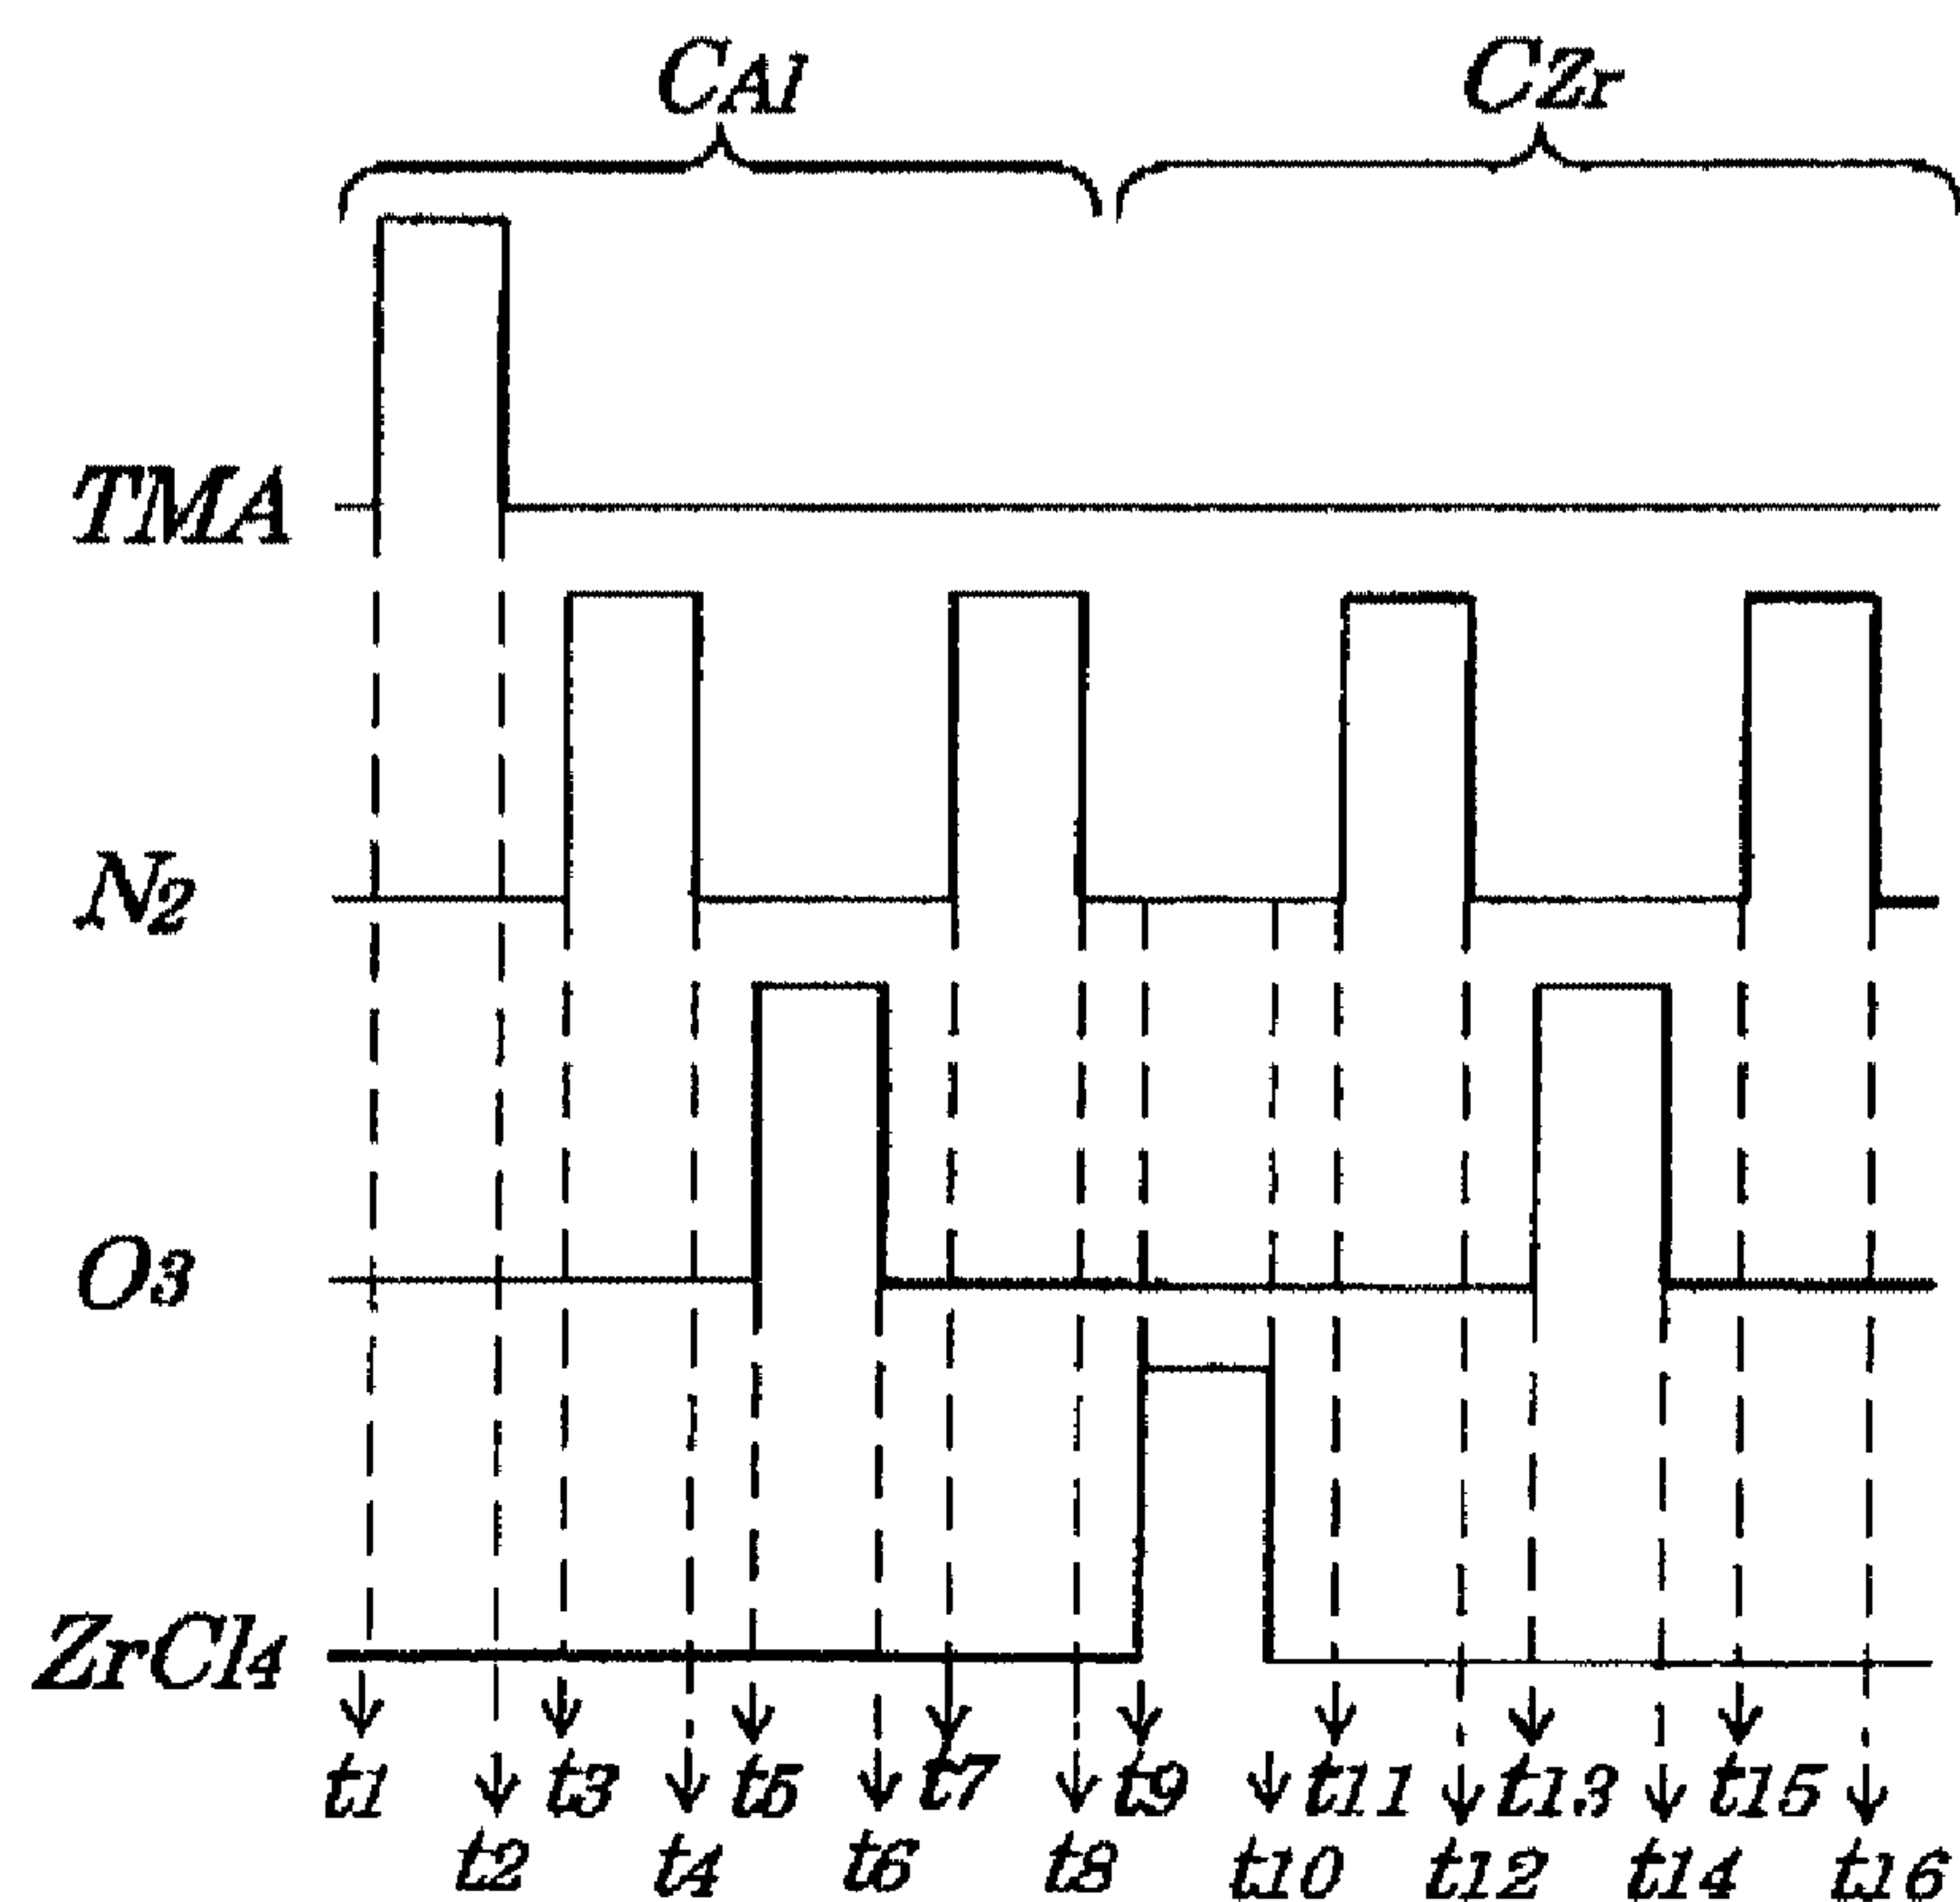 CAl CZr
TMA
N2
O3
ZrCl4
t1 t3 t5 t7 t9 t11 t13 t15
t2 t4 t6 t8 t10 t12 t14 t16